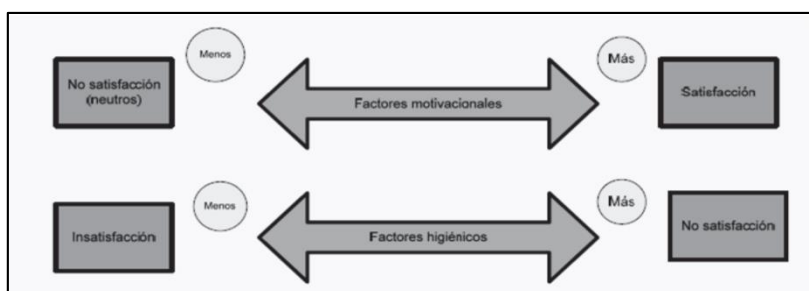 Menos
Más
No satisfacción
(neutros)
Factores motivacionales
Satisfacción
Menos
Más
Insatisfacción
Factores higiénicos
No satisfacción